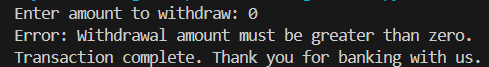 Enter amount to withdraw: 0
Error: Withdrawal amount must be greater than zero.
Transaction complete. Thank you for banking with us.